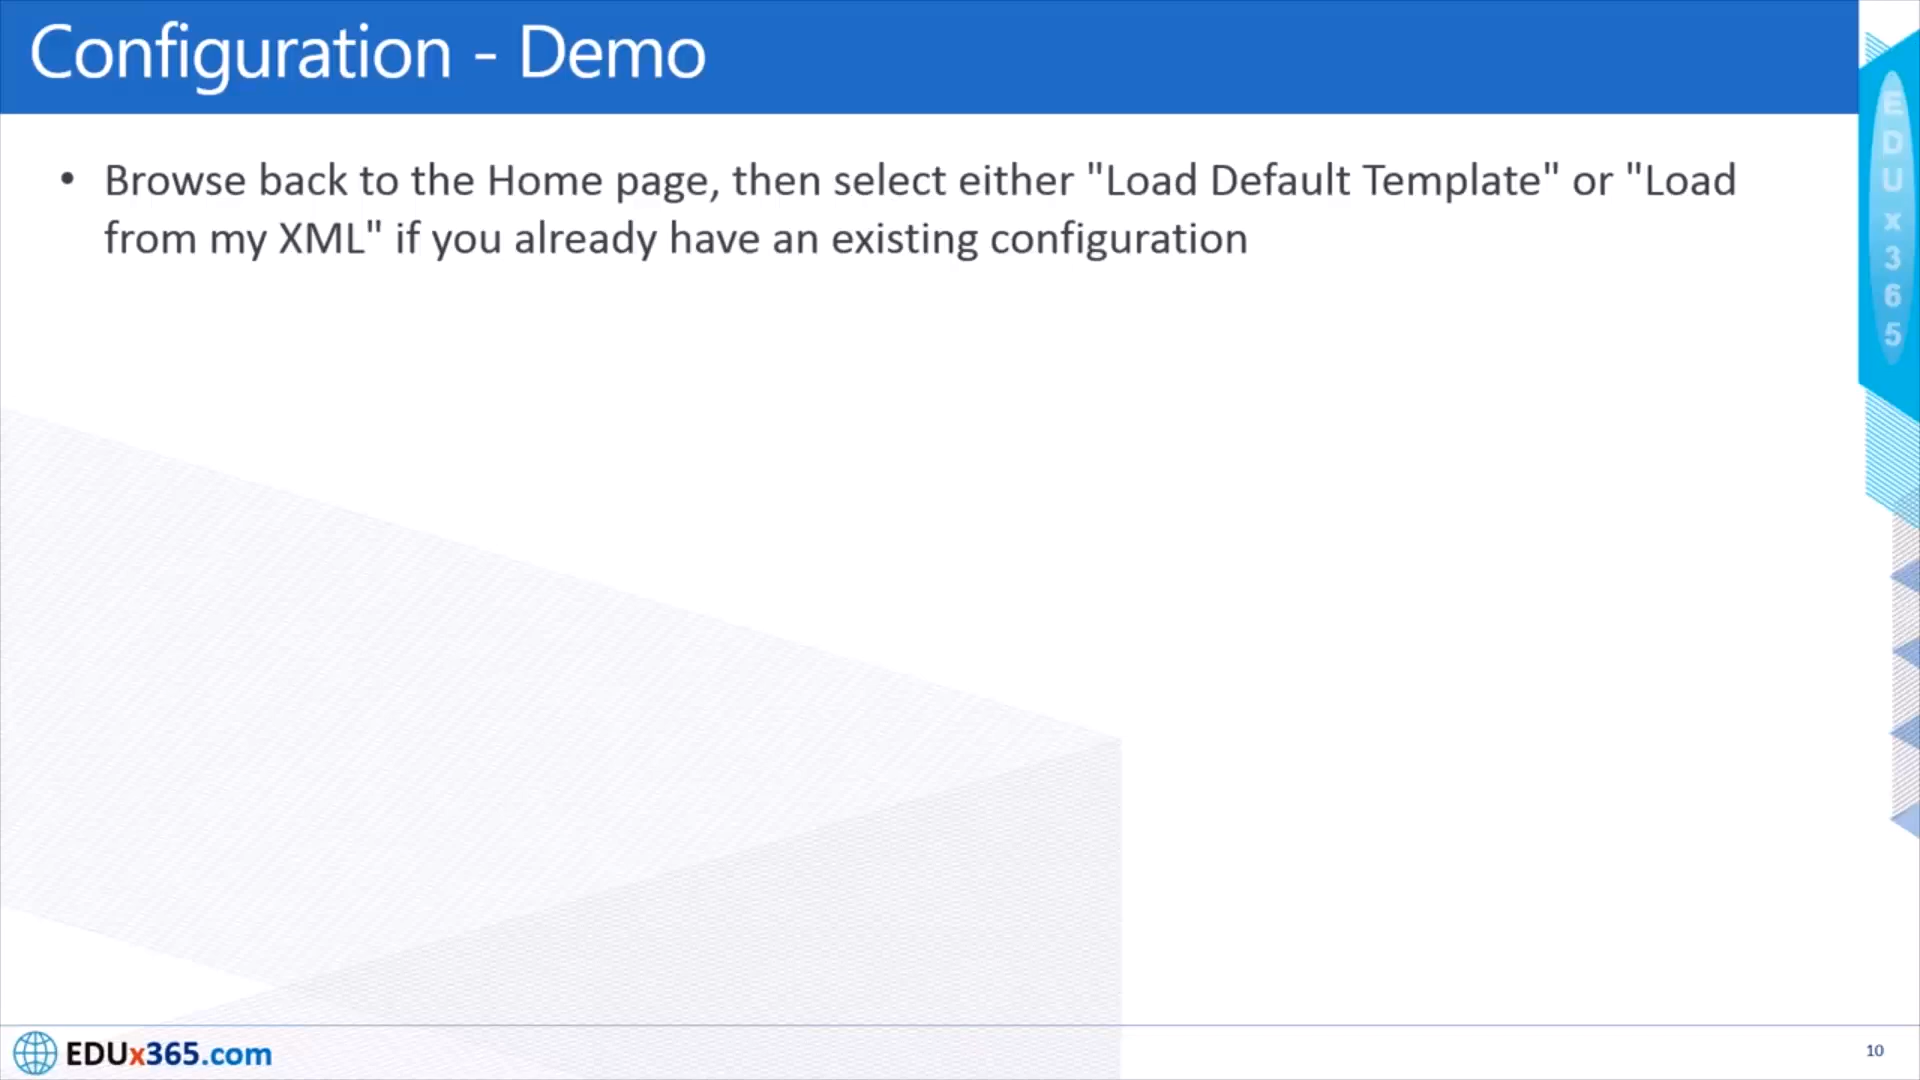 Configuration - Demo
• Browse back to the Home page, then select either "Load Default Template" or "Load
from my XML" if you already have an existing configuration
EDUx365
EDUx365.com
10